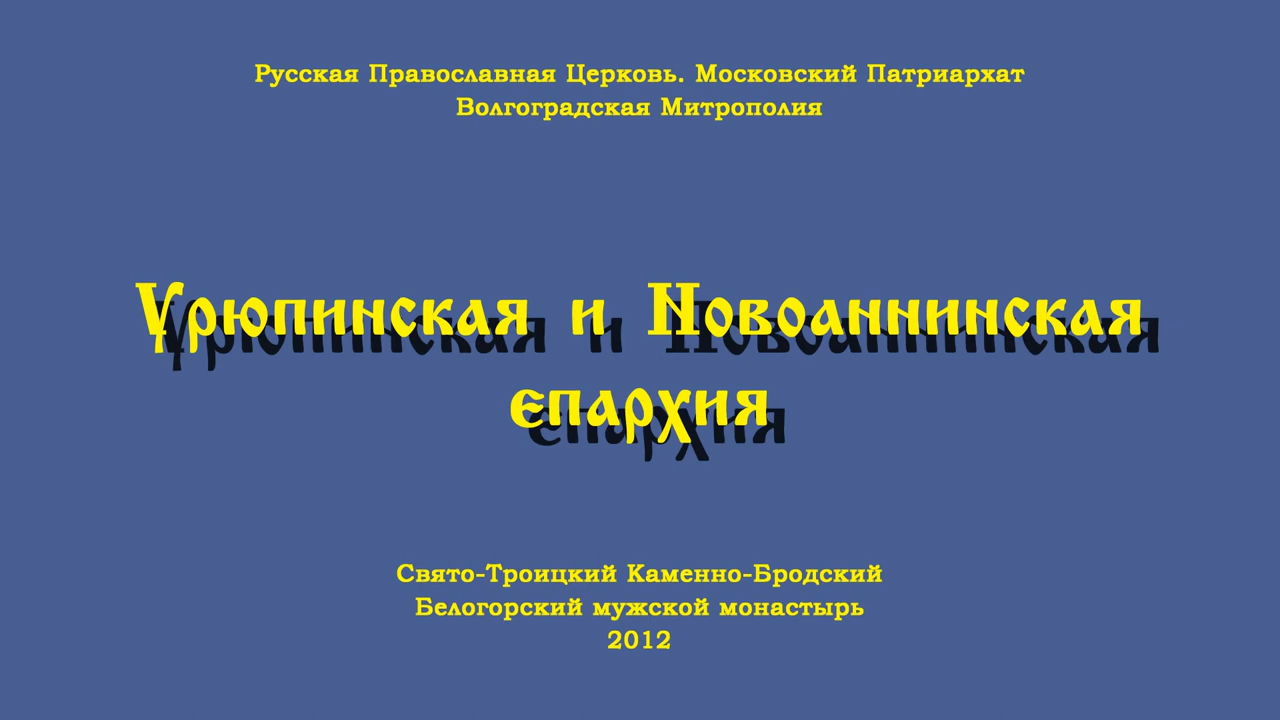 Русская Православная Церковь. Московский Патриархат
Волгоградская Митрополия
Урюпинская и Новоаннинская
епархия
Свято-Троицкий Каменно-Бродский
Белогорский мужской монастырь
2012